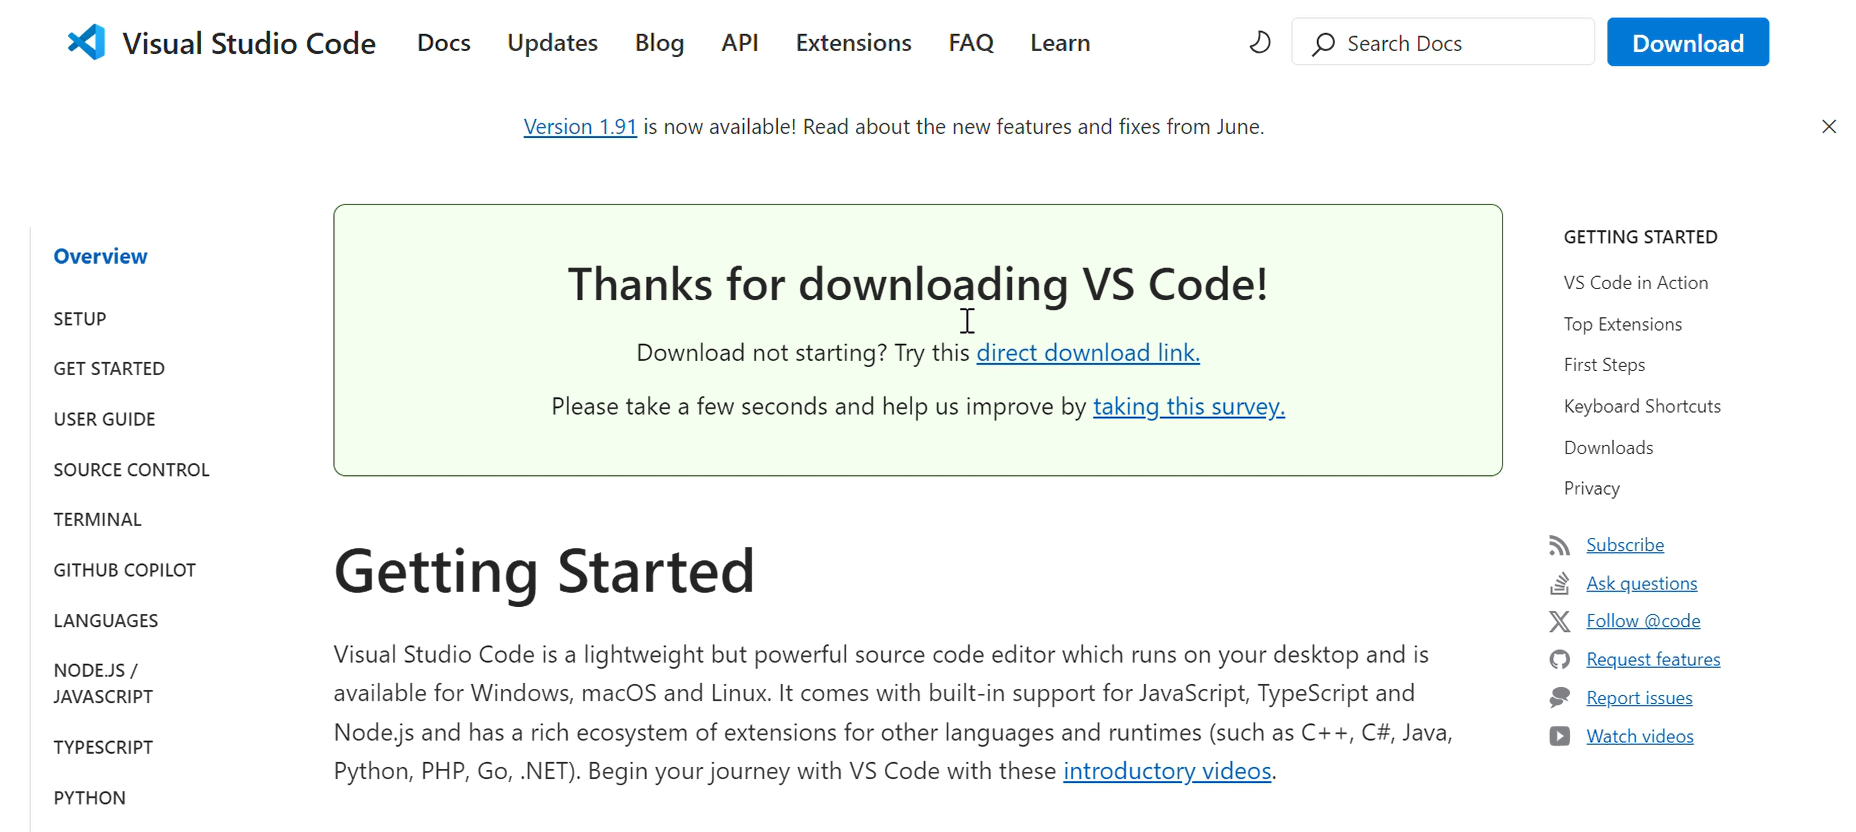 Visual Studio Code Docs Updates Blog API Extensions FAQ Learn Search Docs Download
Version 1.91 is now available! Read about the new features and fixes from June.
Overview
SETUP
GET STARTED
USER GUIDE
SOURCE CONTROL
TERMINAL
GITHUB COPILOT
LANGUAGES
NODE.JS /
JAVASCRIPT
TYPESCRIPT
PYTHON
Thanks for downloading VS Code!
Download not starting? Try this direct download link.
Please take a few seconds and help us improve by taking this survey.
Getting Started
Visual Studio Code is a lightweight but powerful source code editor which runs on your desktop and is
available for Windows, macOS and Linux. It comes with built-in support for JavaScript, TypeScript and
Node.js and has a rich ecosystem of extensions for other languages and runtimes (such as C++, C#, Java,
Python, PHP, Go, .NET). Begin your journey with VS Code with these introductory videos.
GETTING STARTED
VS Code in Action
Top Extensions
First Steps
Keyboard Shortcuts
Downloads
Privacy
Subscribe
Ask questions
Follow @code
Request features
Report issues
Watch videos